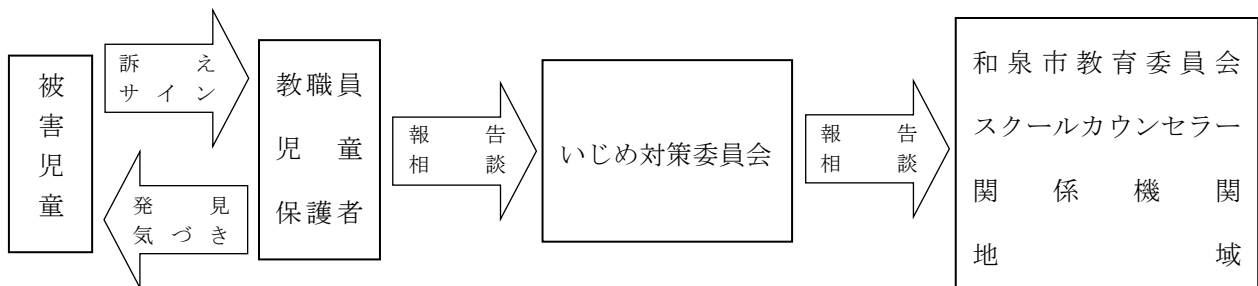 被害児童
訴え
サイン
発見
気づき
教職員
児童
保護者
報告
相談
いじめ対策委員会
報告
相談
和泉市教育委員会
スクールカウンセラー
関係機関
地域